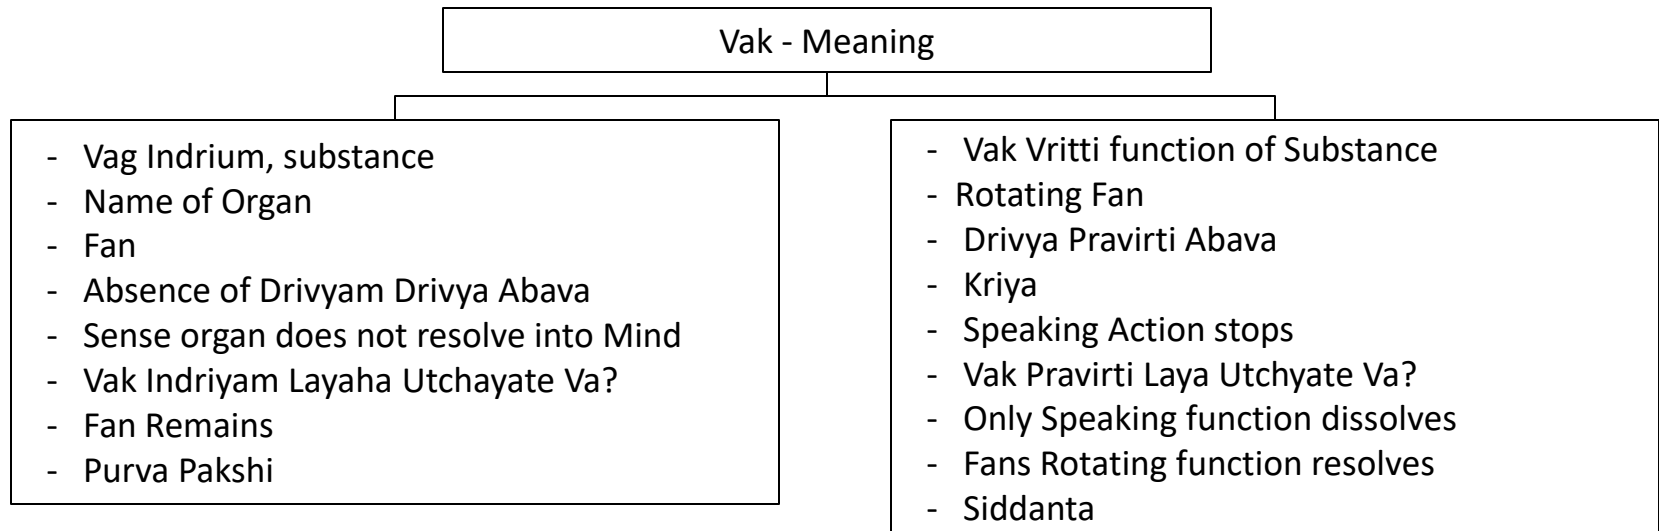 Vak - Meaning
- Vag Indrium, substance
- Name of Organ
- Fan
- Absence of Drivyam Drivya Abava
- Sense organ does not resolve into Mind
- Vak Indriyam Layaha Utchayate Va?
- Fan Remains
- Purva Pakshi
- Vak Vritti function of Substance
- Rotating Fan
- Drivya Pravirti Abava
- Kriya
- Speaking Action stops
- Vak Pravirti Laya Utchyate Va?
- Only Speaking function dissolves
- Fans Rotating function resolves
- Siddanta